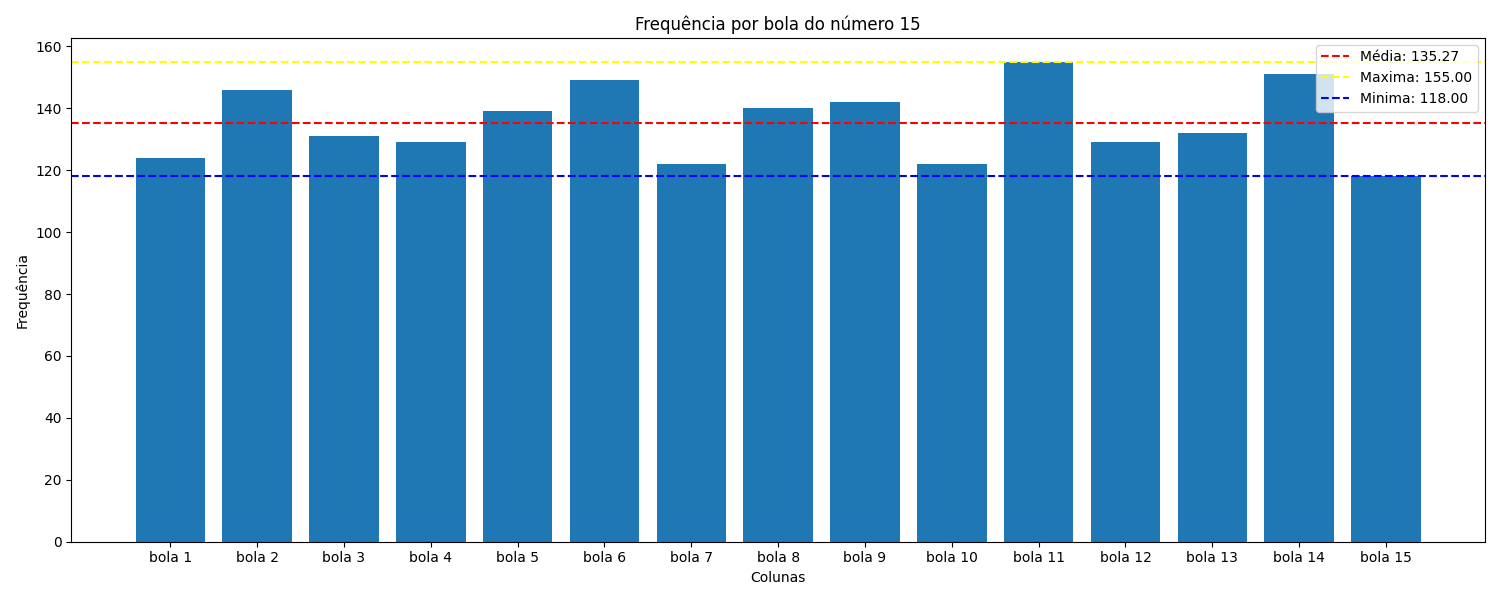 Frequência por bola do número 15
Média: 135.27
Maxima: 155.00
Minima: 118.00
Frequência
160
140
120
100
80
60
40
20
0
bola 1 bola 2 bola 3 bola 4 bola 5 bola 6 bola 7 bola 8 bola 9 bola 10 bola 11 bola 12 bola 13 bola 14 bola 15
Colunas